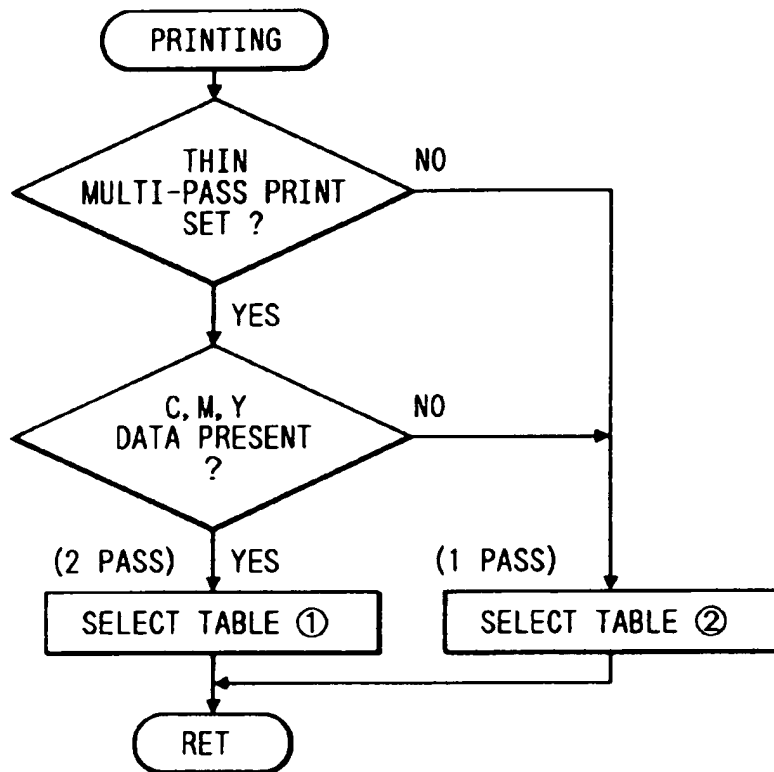 PRINTING
THIN
MULTI-PASS PRINT
SET ?
NO
YES
C, M, Y
DATA PRESENT
?
NO
(2 PASS)
YES
(1 PASS)
SELECT TABLE ①
SELECT TABLE ②
RET